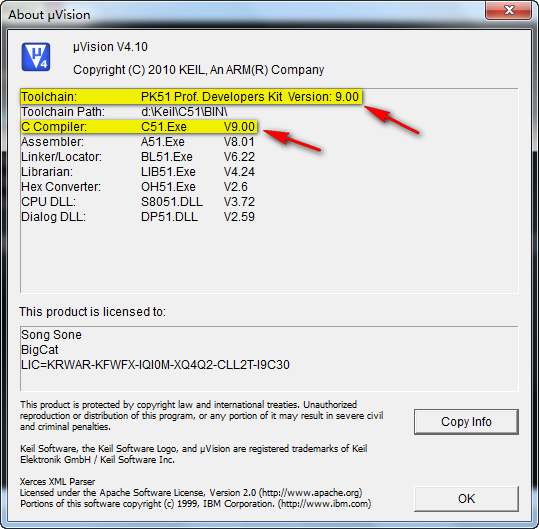 About µVision
µVision V4.10
Copyright (C) 2010 KEIL, An ARM(R) Company
µ
4
Toolchain: PK51 Prof. Developers Kit Version: 9.00
Toolchain Path: d:\Keil\C51\BIN\
C Compiler: C51.Exe V9.00
Assembler: A51.Exe V8.01
Linker/Locator: BL51.Exe V6.22
Librarian: LIB51.Exe V4.24
Hex Converter: OH51.Exe V2.6
CPU DLL: S8051.DLL V3.72
Dialog DLL: DP51.DLL V2.59
This product is licensed to:
Song Sone
BigCat
LIC=KRWAR-KFWFX-IQI0M-XQ4Q2-CLL2T-I9C30
This product is protected by copyright law and international treaties. Unauthorized
reproduction or distribution of this program, or any portion of it may result in severe civil
and criminal penalties.
Copy Info
Keil Software, the Keil Software Logo, and µVision are registered trademarks of Keil
Elektronik GmbH / Keil Software Inc.
Xerces XML Parser
Licensed under the Apache Software License, Version 2.0 (http://www.apache.org)
Portions of this software copyright (c) 1999, IBM Corporation. (http://www.ibm.com)
OK